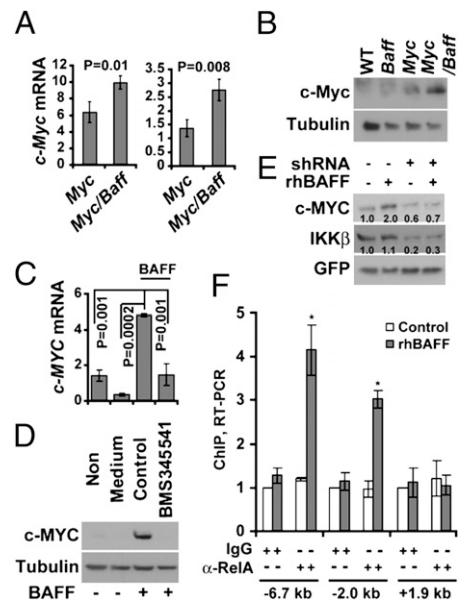 A
P=0.01
P=0.008
c-Myc mRNA
12
10
8
6
4
2
0
3.5
3
2.5
2
1.5
1
.5
0
Myc
Myc/Baff
Myc
Myc/Baff
B
WT
Baff
Myc
Myc
/Baff
c-Myc
Tubulin
E
shRNA - - + +
rhBAFF - + - +
c-MYC
1.0 2.0 0.6 0.7
IKKβ
1.0 1.1 0.2 0.3
GFP
C
BAFF
c-MYC mRNA
6
4
2
0
P=0.001
P=0.0002
P=0.001
D
Non
Medium
Control
BMS345541
c-MYC
Tubulin
BAFF - - + +
F
Control
rhBAFF
ChIP, RT-PCR
5
4
3
2
1
0
*
*
IgG ++ -- ++ -- ++ --
α-RelA -- ++ -- ++ -- ++
-6.7 kb -2.0 kb +1.9 kb